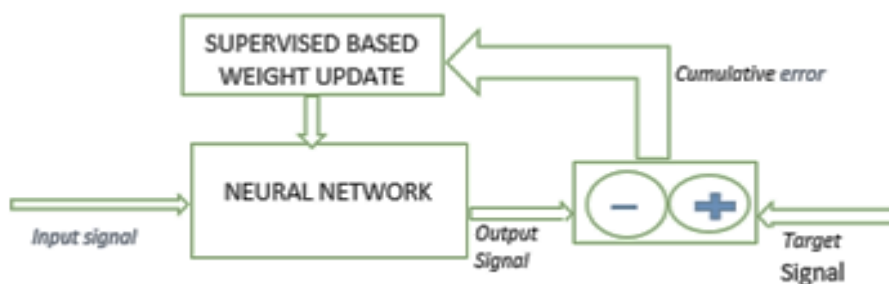 SUPERVISED BASED
WEIGHT UPDATE
Cumulative error
NEURAL NETWORK
Input signal
Output
Signal
Target
Signal